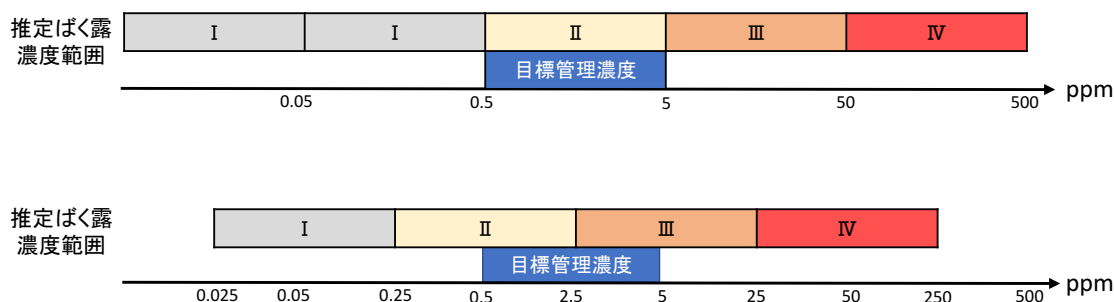 推定ばく露
濃度範囲
Ⅰ Ⅰ Ⅱ Ⅲ Ⅳ
目標管理濃度
0.05 0.5 5 50 500 ppm
推定ばく露
濃度範囲
Ⅰ Ⅱ Ⅲ Ⅳ
目標管理濃度
0.025 0.05 0.25 0.5 2.5 5 25 50 250 500 ppm